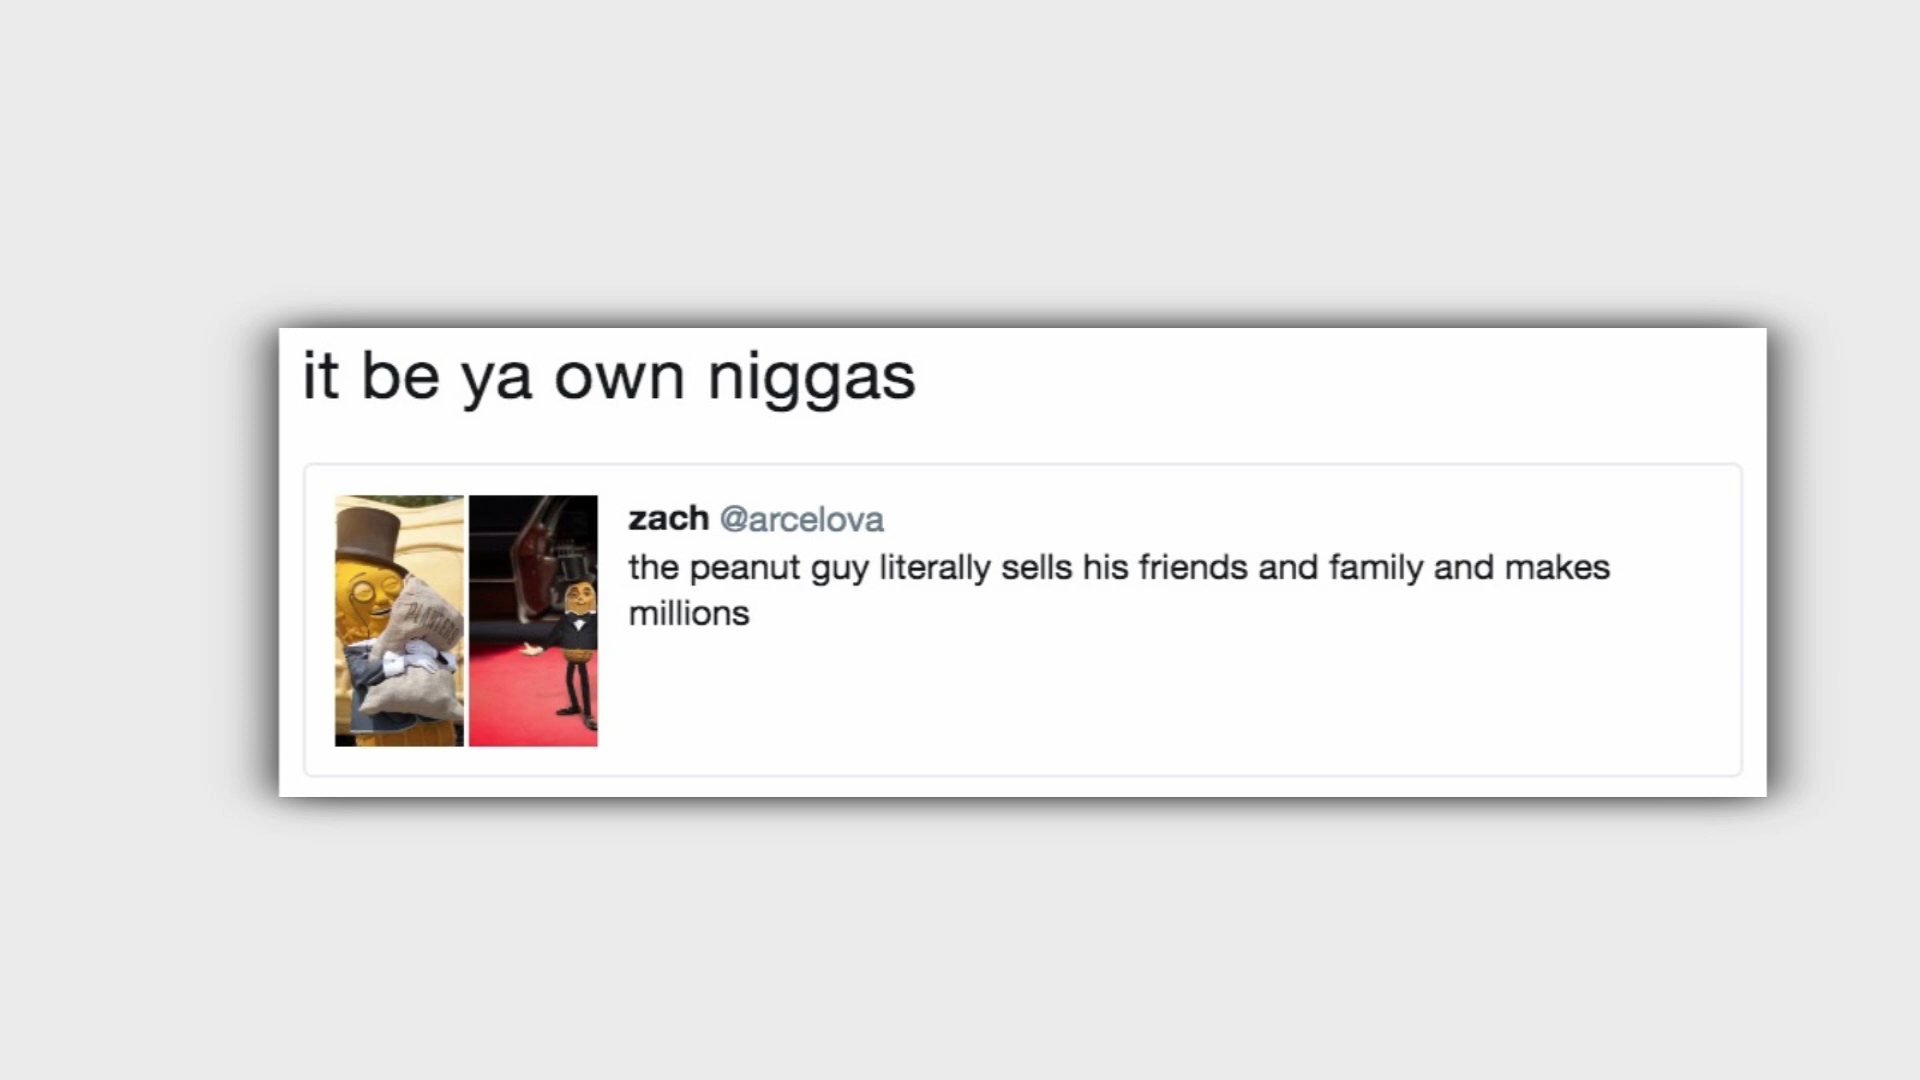 it be ya own niggas
zach @arcelova
the peanut guy literally sells his friends and family and makes
millions
PLANTERS